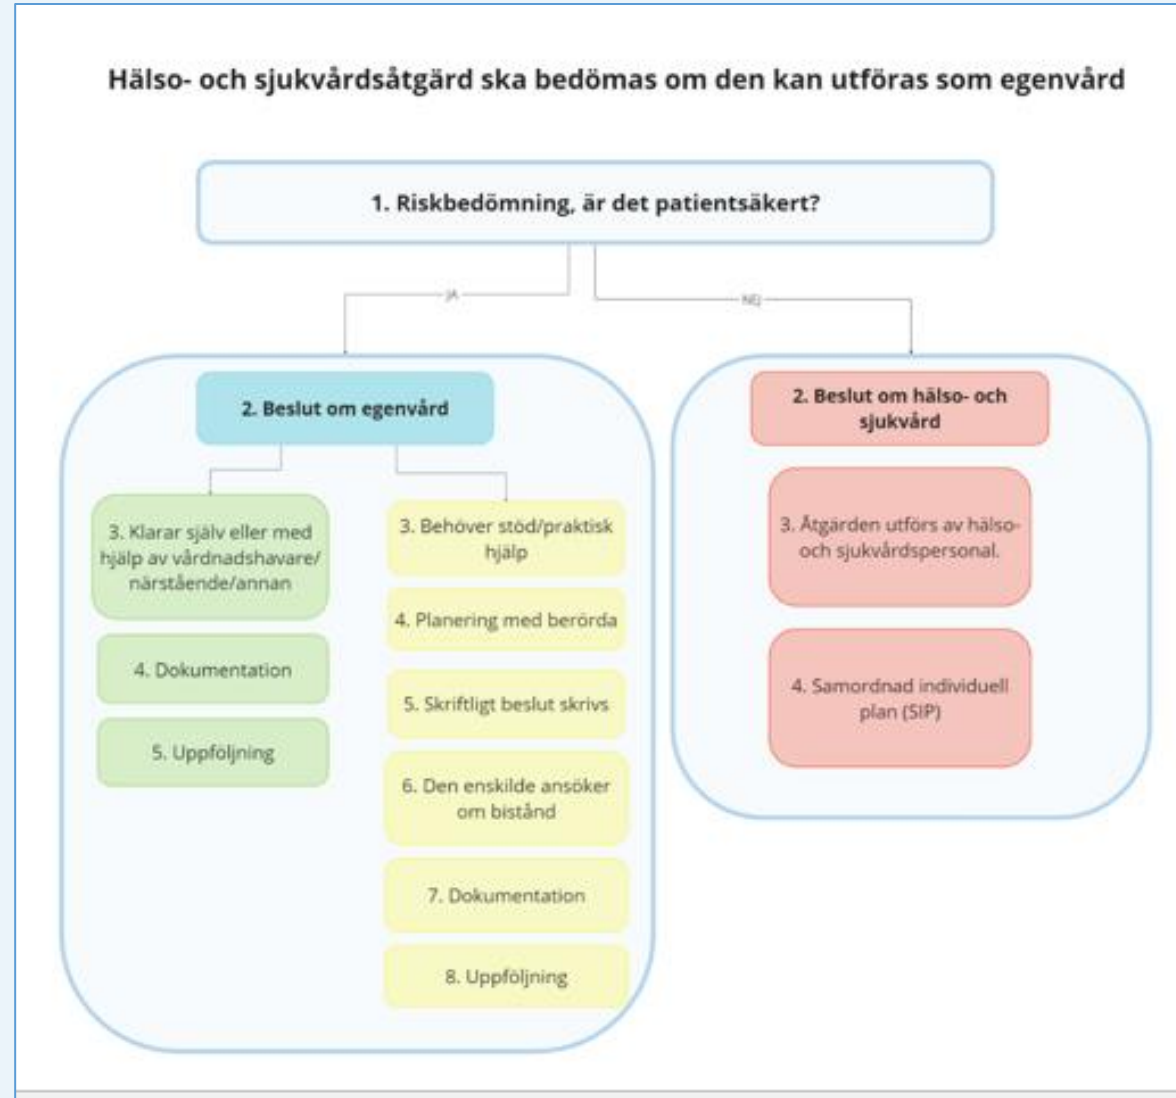 Hälso- och sjukvårdsåtgärd ska bedömas om den kan utföras som egenvård
1. Riskbedömning, är det patientsäkert?
JA
NEJ
2. Beslut om egenvård
3. Klarar själv eller med
hjälp av vårdnadshavare/
närstående/annan
4. Dokumentation
5. Uppföljning
3. Behöver stöd/praktisk
hjälp
4. Planering med berörda
5. Skriftligt beslut skrivs
6. Den enskilde ansöker
om bistånd
7. Dokumentation
8. Uppföljning
2. Beslut om hälso- och
sjukvård
3. Åtgärden utförs av hälso-
och sjukvårdspersonal.
4. Samordnad individuell
plan (SIP)